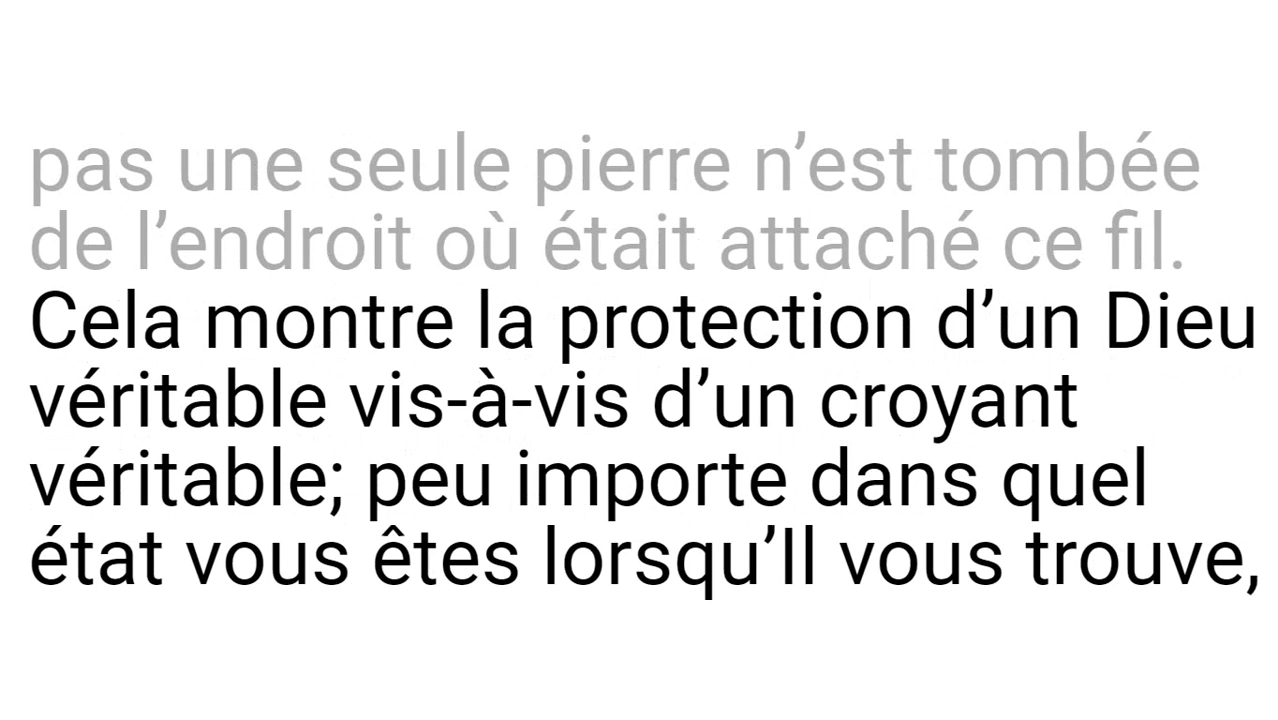 pas une seule pierre n’est tombée
de l’endroit où était attaché ce fil.
Cela montre la protection d’un Dieu
véritable vis-à-vis d’un croyant
véritable; peu importe dans quel
état vous êtes lorsqu’Il vous trouve,